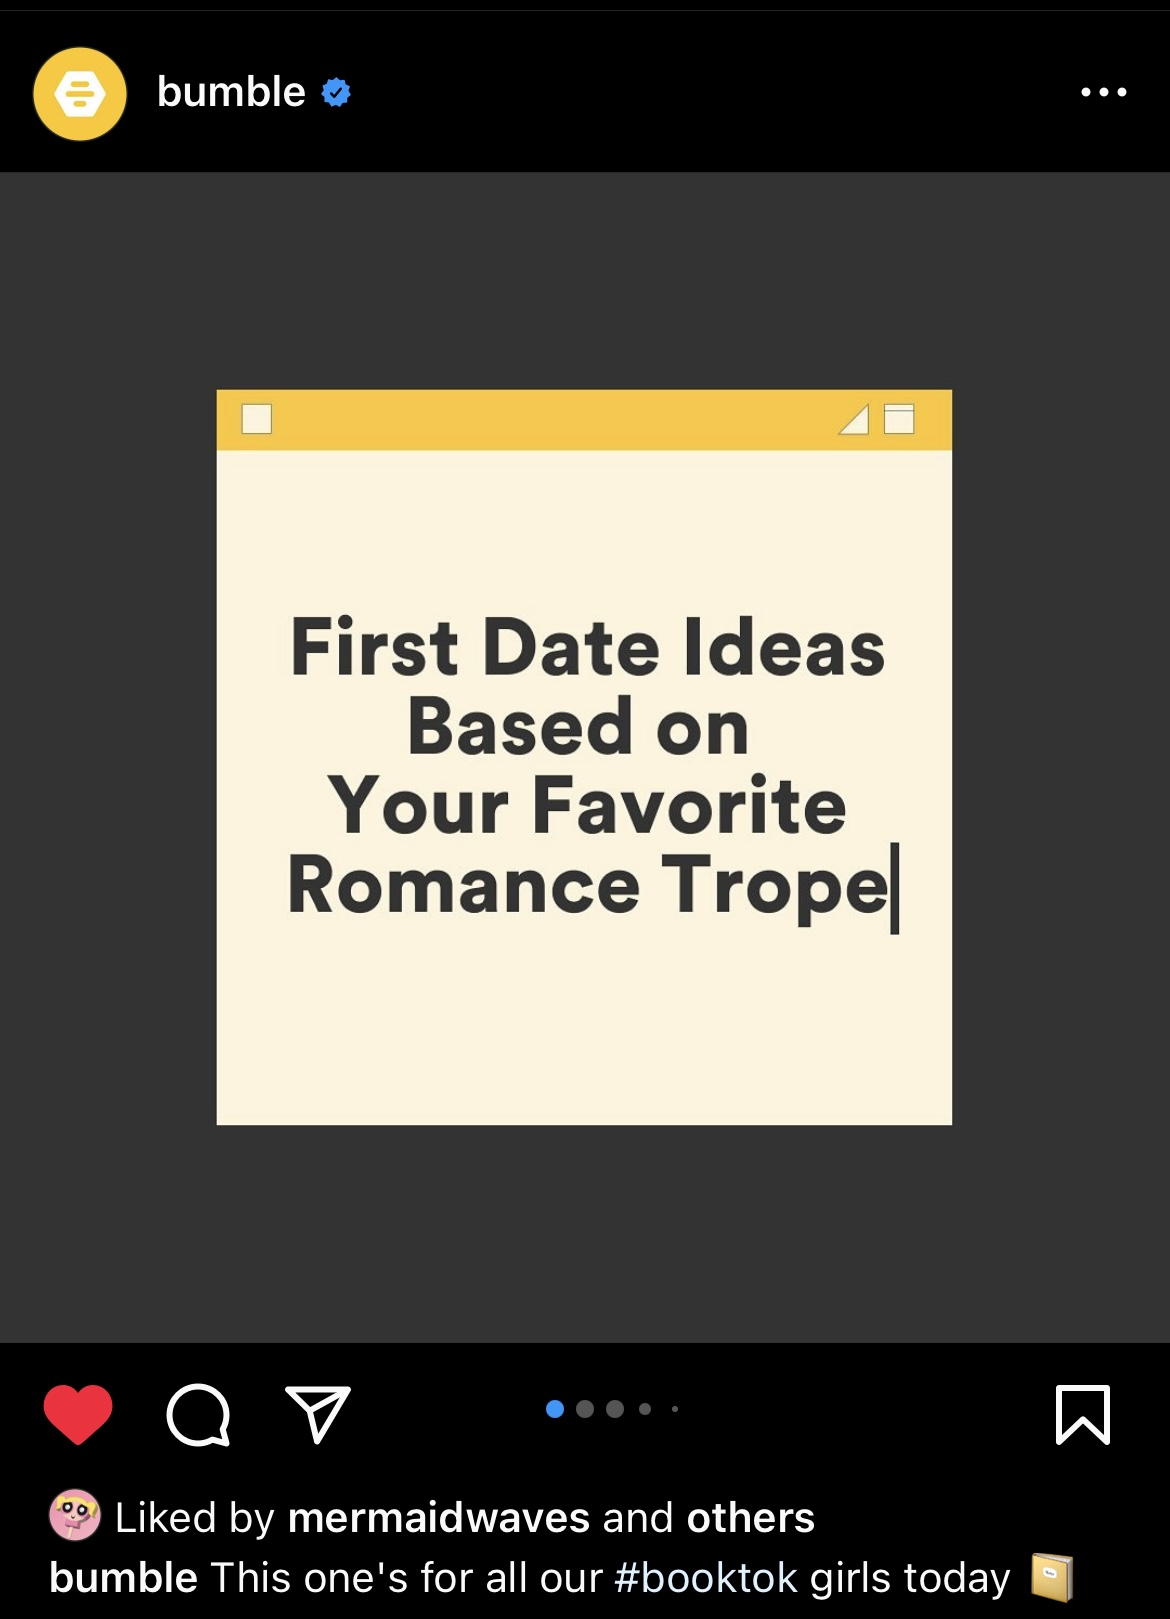 bumble
First Date Ideas
Based on
Your Favorite
Romance Trope
Liked by mermaidwaves and others
bumble This one's for all our #booktok girls today